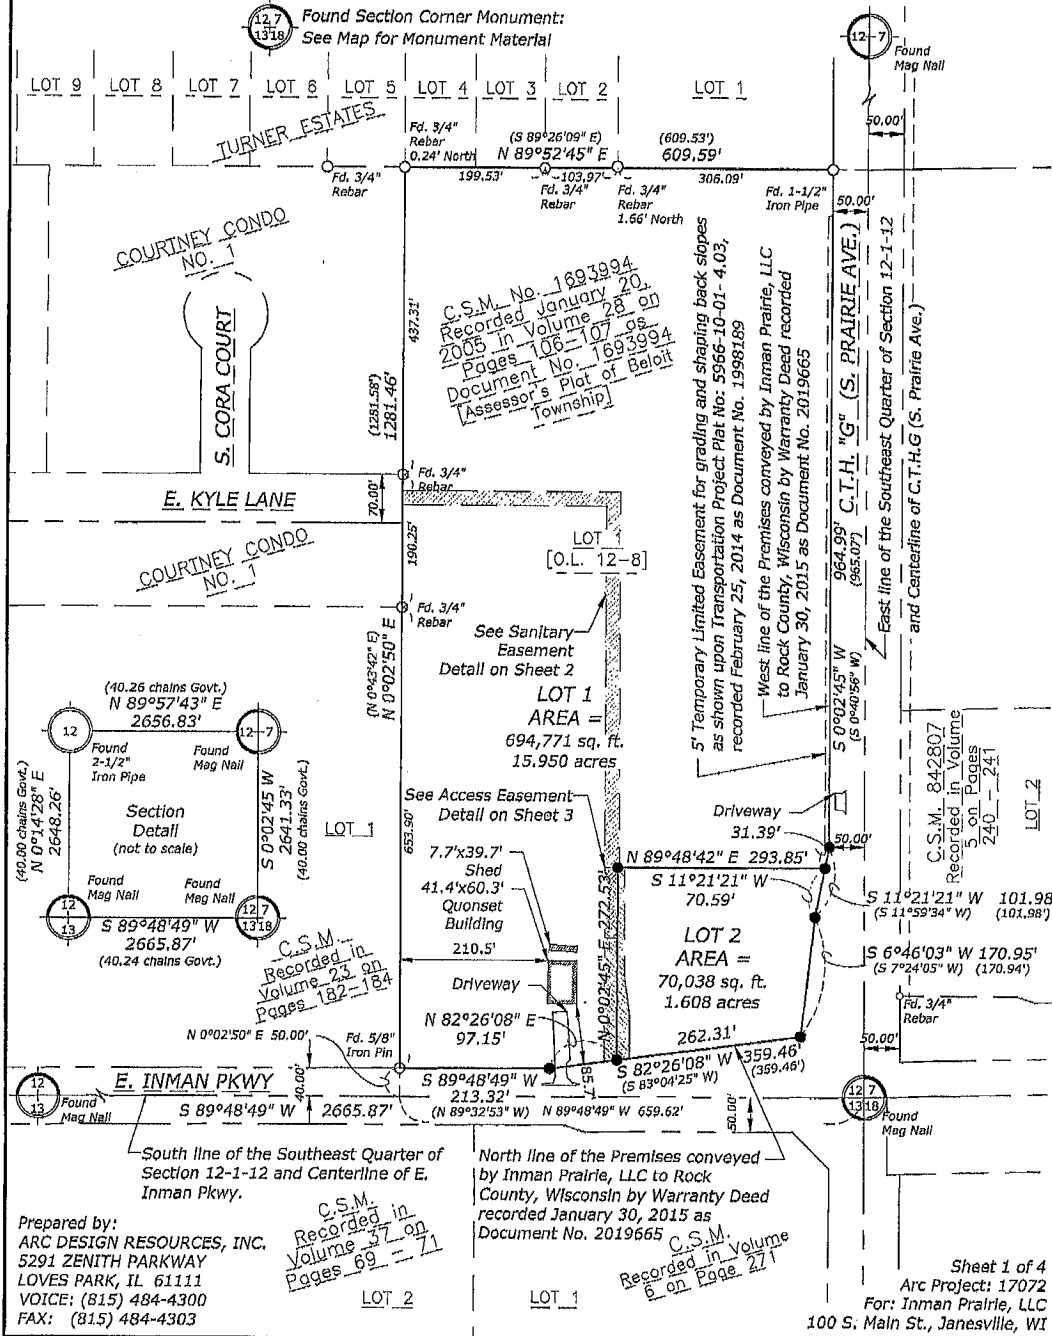 12 7
13 18
Found Section Corner Monument:
See Map for Monument Material
12-7
Found
Mag Nail
LOT 9
LOT 8
LOT 7
LOT 6
LOT 5
LOT 4
LOT 3
LOT 2
LOT 1
TURNER ESTATES
50.00'
Fd. 3/4"
Rebar
0.24' North
(S 89°26'09" E)
N 89°52'45" E
(609.53')
609.59'
Fd. 3/4"
Rebar
199.53'
103.97'
306.09'
Fd. 3/4"
Rebar
Fd. 3/4"
Rebar
1.66' North
Fd. 1-1/2"
Iron Pipe
50.00'
COURTNEY CONDO
NO. 1
S. CORA COURT
437.31'
(1281.58')
1281.46'
C.S.M. No. 1693994
Recorded January 20,
2005 in Volume 28 on
Pages 106-107 as
Document No. 1693994
[Assessor's Plat of Beloit
Township]
5' Temporary Limited Easement for grading and shaping back slopes
as shown upon Transportation Project Plat No: 5966-10-01- 4.03,
recorded February 25, 2014 as Document No. 1998189
West line of the Premises conveyed by Inman Prairie, LLC
to Rock County, Wisconsin by Warranty Deed recorded
January 30, 2015 as Document No. 2019665
C.T.H. "G" (S. PRAIRIE AVE.)
964.99'
(965.07')
S 0°02'45" W
(S 0°40'56" W)
East line of the Southeast Quarter of Section 12-1-12
and Centerline of C.T.H.G (S. Prairie Ave.)
Fd. 3/4"
Rebar
E. KYLE LANE
70.00'
190.25'
LOT 1
[O.L. 12-8]
COURTNEY CONDO
NO. 1
Fd. 3/4"
Rebar
(N 0°43'42" E)
N 0°02'50" E
See Sanitary
Easement
Detail on Sheet 2
LOT 1
AREA =
694,771 sq. ft.
15.950 acres
(40.26 chains Govt.)
N 89°57'43" E
2656.83'
12
12-7
Found
2-1/2"
Iron Pipe
Found
Mag Nail
(40.00 chains Govt.)
N 0°14'28" E
2648.26'
Section
Detail
(not to scale)
S 0°02'45 W
2641.33'
(40.00 chains Govt.)
Found
Mag Nail
Found
Mag Nail
12
13
12 7
13 18
S 89°48'49" W
2665.87'
(40.24 chains Govt.)
LOT 1
653.90'
See Access Easement
Detail on Sheet 3
7.7'x39.7'
Shed
41.4'x60.3'
Quonset
Building
210.5'
Driveway
N 82°26'08" E
97.15'
N 0°02'45" E 272.53'
85.7'
Driveway
31.39'
50.00'
N 89°48'42" E 293.85'
S 11°21'21" W
70.59'
LOT 2
AREA =
70,038 sq. ft.
1.608 acres
262.31'
S 82°26'08" W 359.46'
(S 83°04'25" W) (359.46')
S 11°21'21" W 101.98
(S 11°59'34" W) (101.98')
S 6°46'03" W 170.95'
(S 7°24'05" W) (170.94')
C.S.M. 842807
Recorded in Volume
5 on Pages
240 - 241
LOT 2
Fd. 3/4"
Rebar
50.00'
C.S.M.
Recorded in
Volume 23 on
Pages 182-184
N 0°02'50" E 50.00'
Fd. 5/8"
Iron Pin
12
13
Found
Mag Nail
E. INMAN PKWY
40.00'
S 89°48'49" W 2665.87'
S 89°48'49" W
213.32'
(N 89°32'53" W)
N 89°48'49" W 659.62'
50.00'
12 7
13 18
Found
Mag Nail
South line of the Southeast Quarter of
Section 12-1-12 and Centerline of E.
Inman Pkwy.
North line of the Premises conveyed
by Inman Prairie, LLC to Rock
County, Wisconsin by Warranty Deed
recorded January 30, 2015 as
Document No. 2019665
C.S.M.
Recorded in
Volume 37 on
Pages 69 - 71
C.S.M.
Recorded in Volume
6 on Page 271
LOT 2
LOT 1
Prepared by:
ARC DESIGN RESOURCES, INC.
5291 ZENITH PARKWAY
LOVES PARK, IL 61111
VOICE: (815) 484-4300
FAX: (815) 484-4303
Sheet 1 of 4
Arc Project: 17072
For: Inman Prairie, LLC
100 S. Main St., Janesville, WI